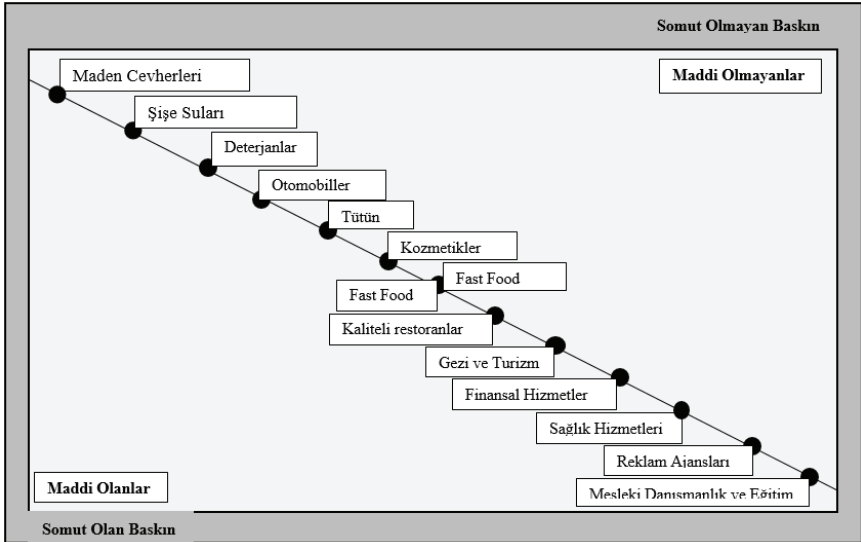 Somut Olmayan Baskın
Maden Cevherleri
Maddi Olmayanlar
Şişe Suları
Deterjanlar
Otomobiller
Tütün
Kozmetikler
Fast Food
Fast Food
Kaliteli restoranlar
Gezi ve Turizm
Finansal Hizmetler
Sağlık Hizmetleri
Reklam Ajansları
Maddi Olanlar
Mesleki Danışmanlık ve Eğitim
Somut Olan Baskın